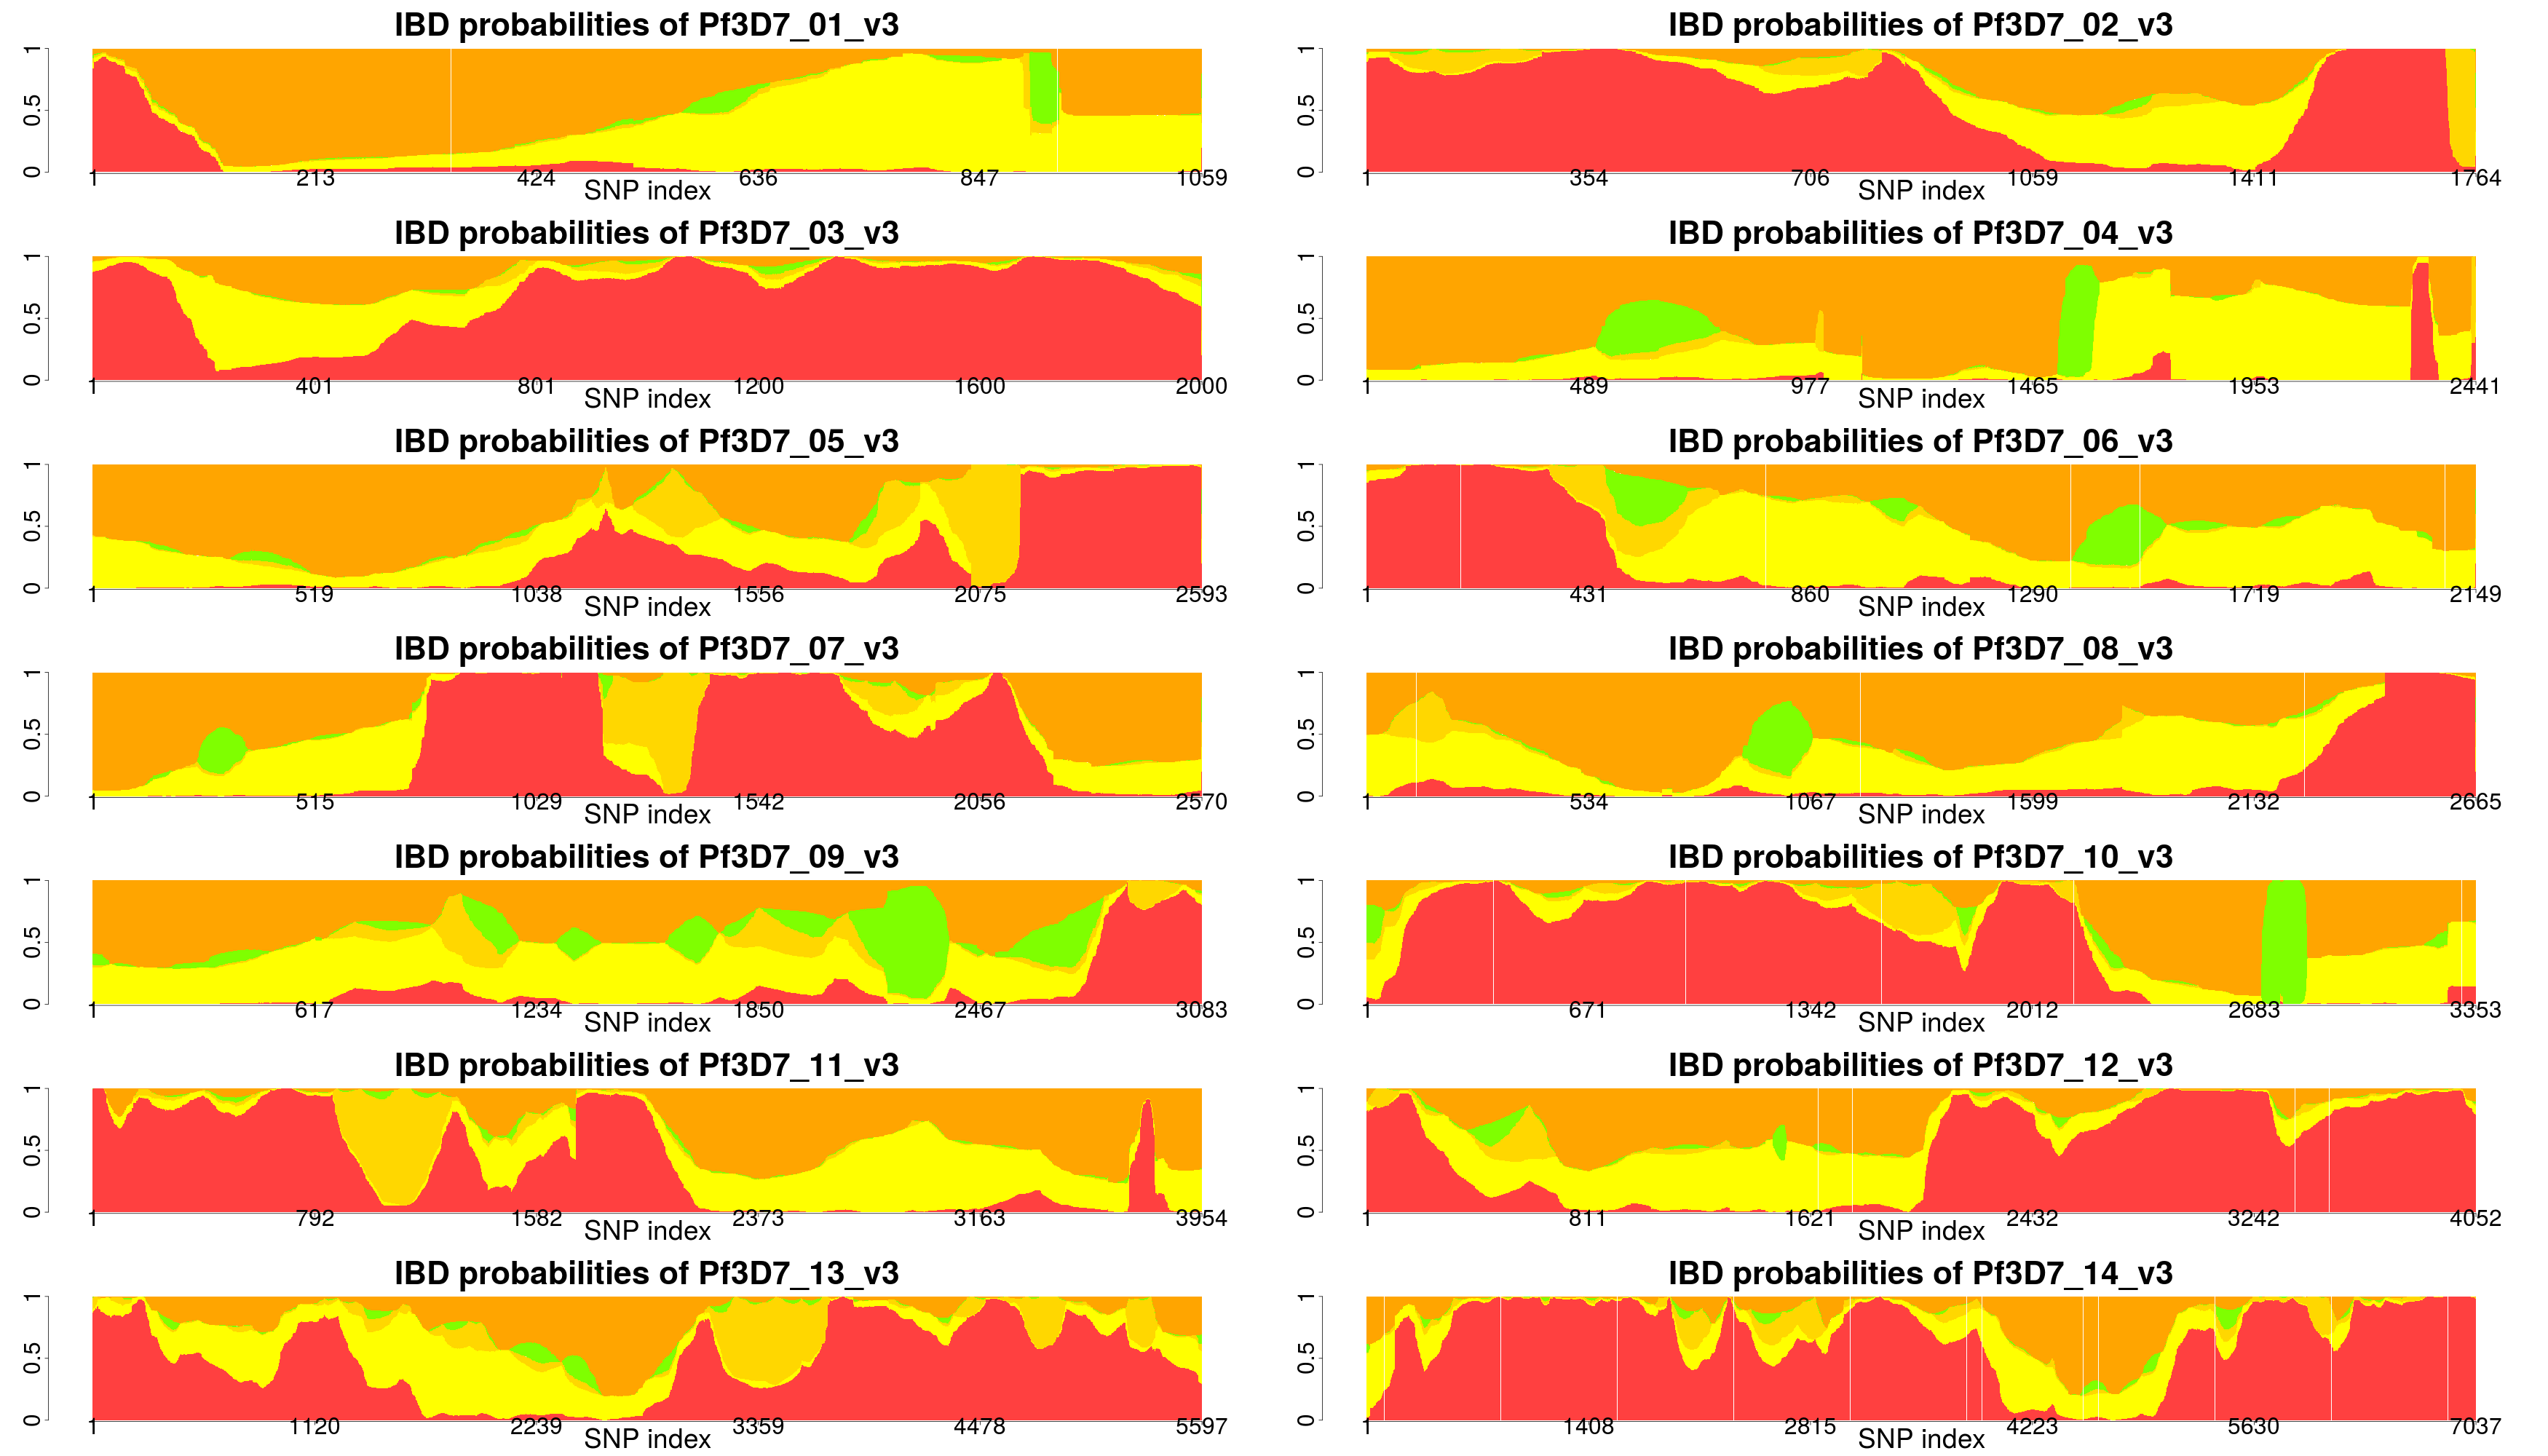 IBD probabilities of Pf3D7_01_v3
0 0.5 1
1 213 424 636 847 1059
SNP index
IBD probabilities of Pf3D7_02_v3
0 0.5 1
1 354 706 1059 1411 1764
SNP index
IBD probabilities of Pf3D7_03_v3
0 0.5 1
1 401 801 1200 1600 2000
SNP index
IBD probabilities of Pf3D7_04_v3
0 0.5 1
1 489 977 1465 1953 2441
SNP index
IBD probabilities of Pf3D7_05_v3
0 0.5 1
1 519 1038 1556 2075 2593
SNP index
IBD probabilities of Pf3D7_06_v3
0 0.5 1
1 431 860 1290 1719 2149
SNP index
IBD probabilities of Pf3D7_07_v3
0 0.5 1
1 515 1029 1542 2056 2570
SNP index
IBD probabilities of Pf3D7_08_v3
0 0.5 1
1 534 1067 1599 2132 2665
SNP index
IBD probabilities of Pf3D7_09_v3
0 0.5 1
1 617 1234 1850 2467 3083
SNP index
IBD probabilities of Pf3D7_10_v3
0 0.5 1
1 671 1342 2012 2683 3353
SNP index
IBD probabilities of Pf3D7_11_v3
0 0.5 1
1 792 1582 2373 3163 3954
SNP index
IBD probabilities of Pf3D7_12_v3
0 0.5 1
1 811 1621 2432 3242 4052
SNP index
IBD probabilities of Pf3D7_13_v3
0 0.5 1
1 1120 2239 3359 4478 5597
SNP index
IBD probabilities of Pf3D7_14_v3
0 0.5 1
1 1408 2815 4223 5630 7037
SNP index